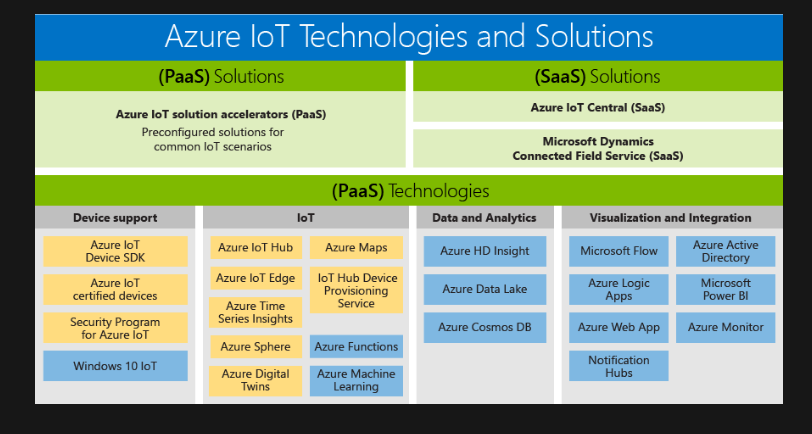 Azure IoT Technologies and Solutions
(PaaS) Solutions
(SaaS) Solutions
Azure IoT solution accelerators (PaaS)
Preconfigured solutions for
common IoT scenarios
Azure IoT Central (SaaS)
Microsoft Dynamics
Connected Field Service (SaaS)
(PaaS) Technologies
Device support
Azure IoT
Device SDK
Azure IoT
certified devices
Security Program
for Azure IoT
Windows 10 IoT
IoT
Azure IoT Hub
Azure Maps
Azure IoT Edge
IoT Hub Device
Provisioning
Service
Azure Time
Series Insights
Azure Sphere
Azure Functions
Azure Digital
Twins
Azure Machine
Learning
Data and Analytics
Azure HD Insight
Azure Data Lake
Azure Cosmos DB
Visualization and Integration
Microsoft Flow
Azure Active
Directory
Azure Logic
Apps
Microsoft
Power BI
Azure Web App
Azure Monitor
Notification
Hubs